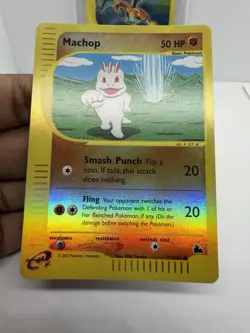 Machop
50 HP
Basic Pokémon
Smash Punch Flip a
coin. If tails, this attack
does nothing.
20
Fling Your opponent switches the
Defending Pokémon with 1 of his or
her Benched Pokémon, if any. (Do the
damage before switching the Pokémon.)
20
weakness
resistance
retreat cost
e